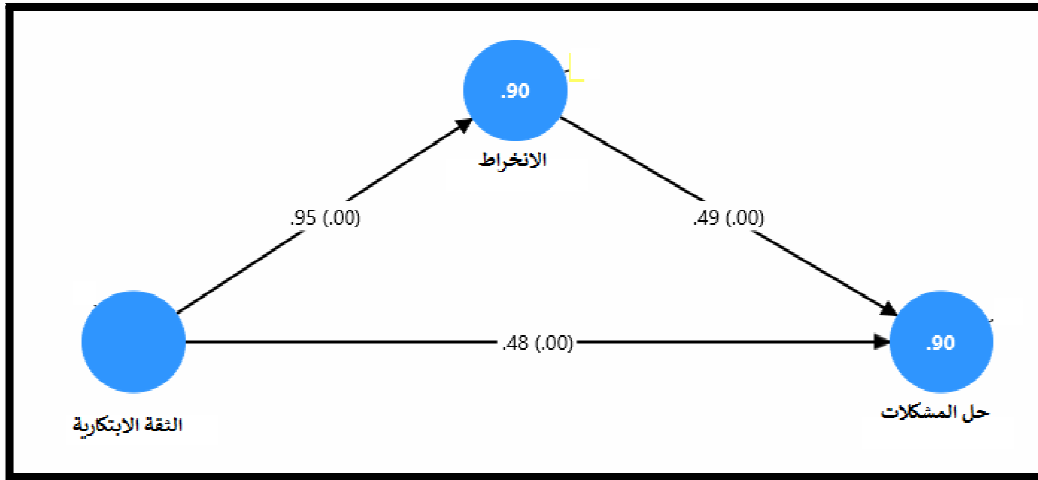 .90
الانخراط
.95 (.00)
.49 (.00)
.48 (.00)
.90
حل المشكلات
الثقة الابتكارية